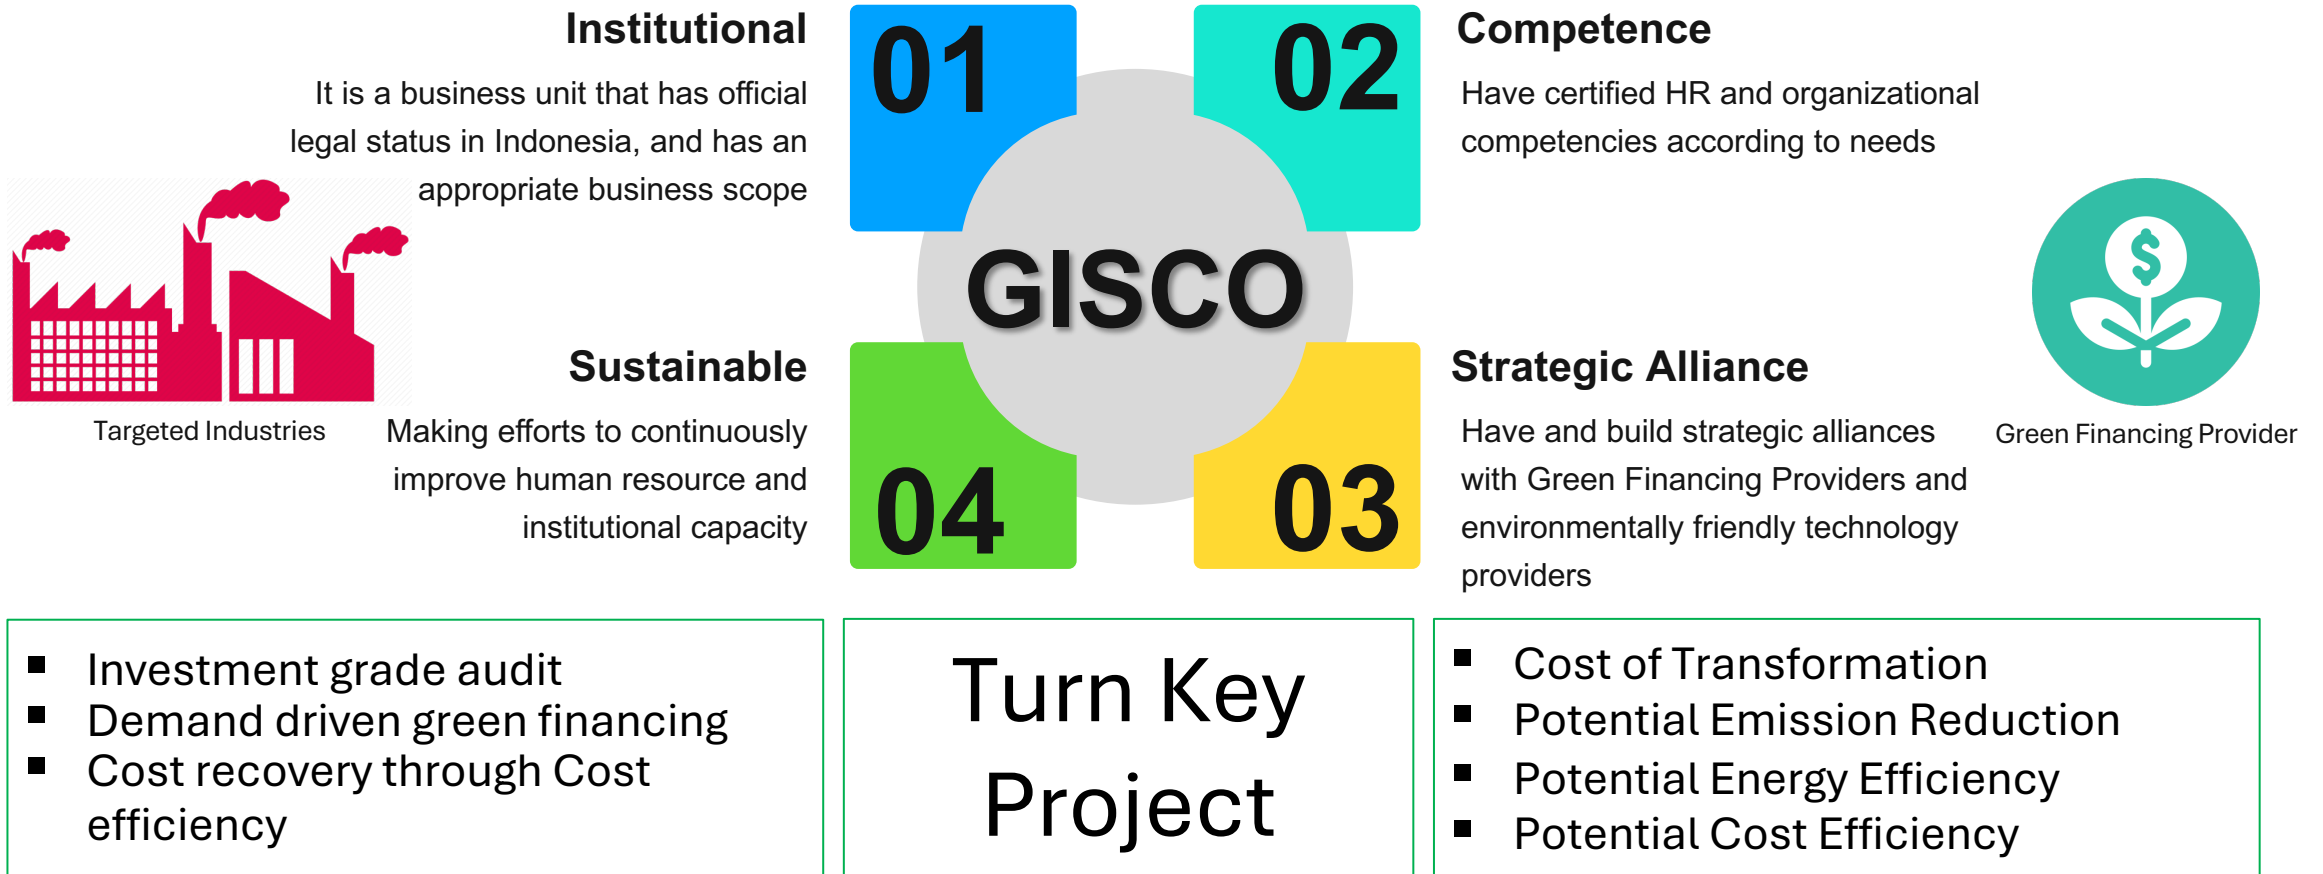 Institutional
It is a business unit that has official
legal status in Indonesia, and has an
appropriate business scope
01
02
Competence
Have certified HR and organizational
competencies according to needs
GISCO
Targeted Industries
Sustainable
Making efforts to continuously
improve human resource and
institutional capacity
04
03
Strategic Alliance
Have and build strategic alliances
with Green Financing Providers and
environmentally friendly technology
providers
$
Green Financing Provider
▪ Investment grade audit
▪ Demand driven green financing
▪ Cost recovery through Cost
efficiency
Turn Key
Project
▪ Cost of Transformation
▪ Potential Emission Reduction
▪ Potential Energy Efficiency
▪ Potential Cost Efficiency